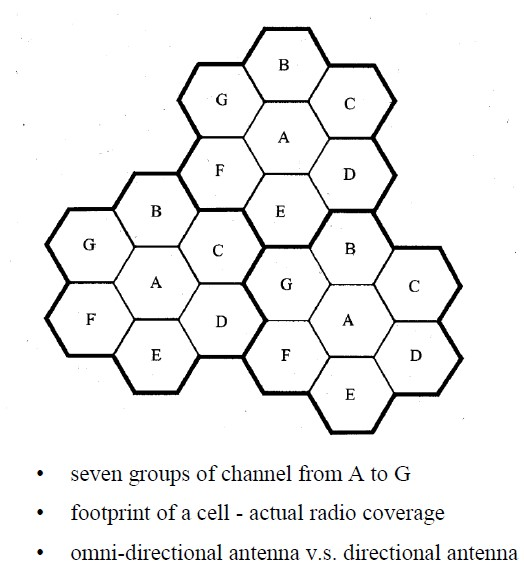 B
G
C
A
F
D
B
E
G
C
B
A
G
C
F
D
A
E
F
D
E
• seven groups of channel from A to G
• footprint of a cell - actual radio coverage
• omni-directional antenna v.s. directional antenna